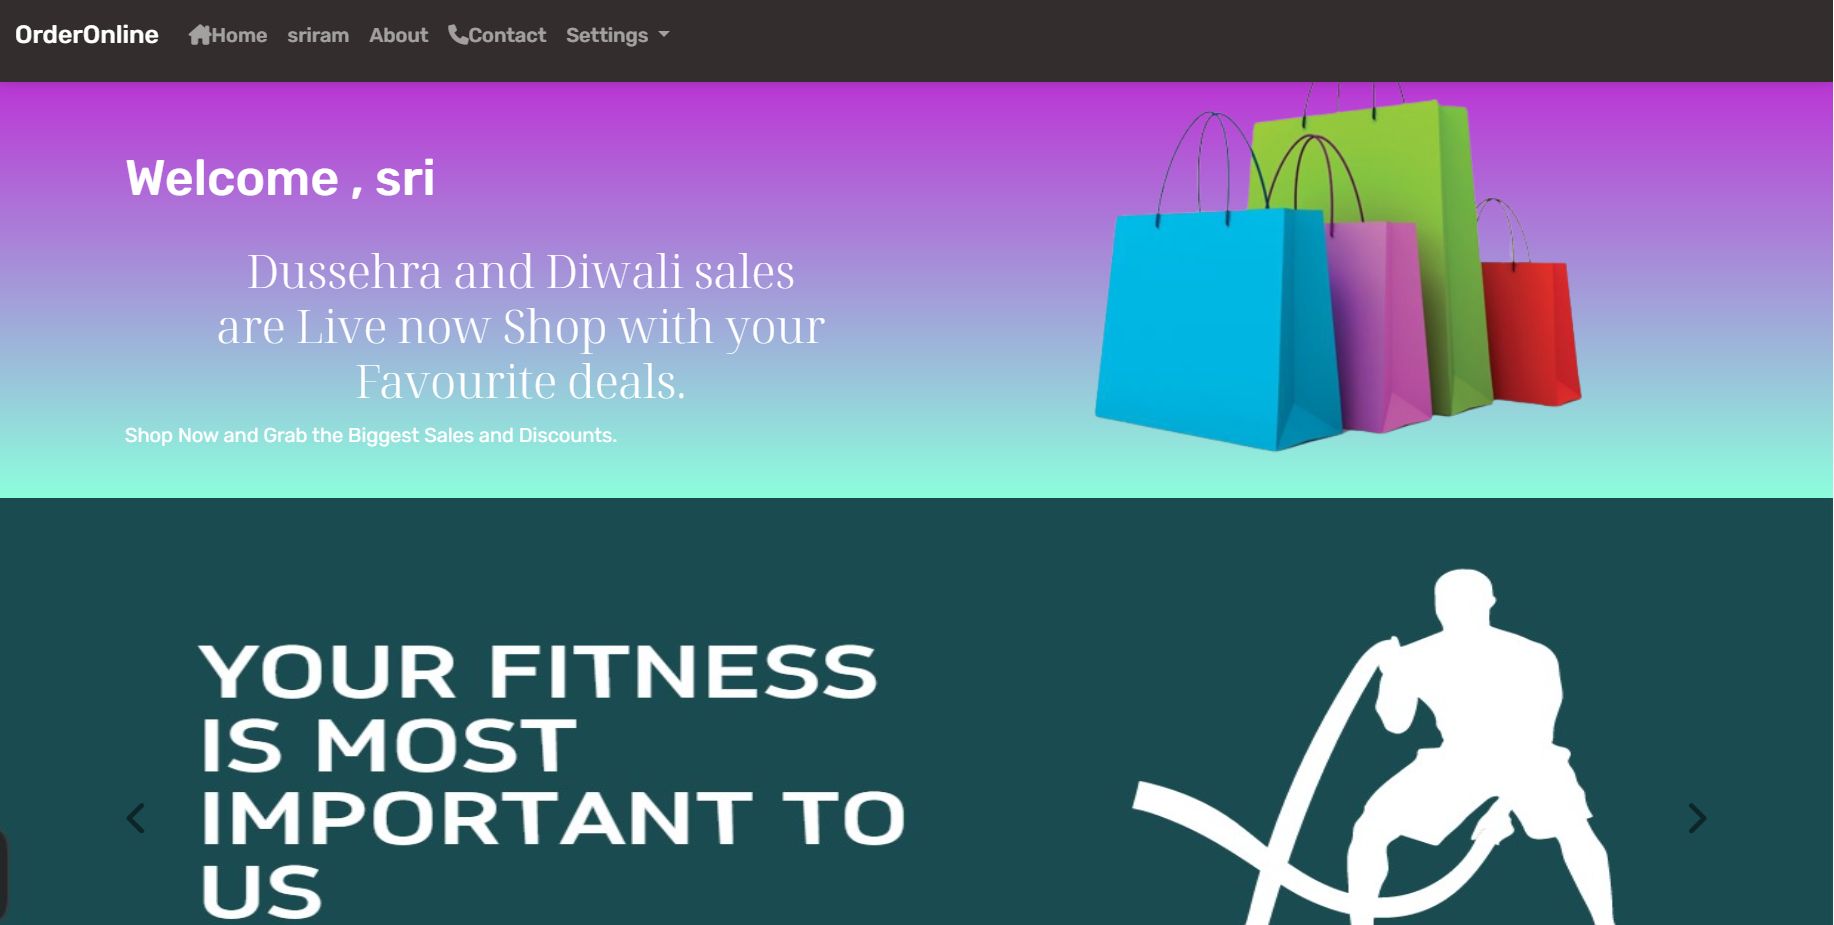 OrderOnline Home sriram About Contact Settings
Welcome , sri
Dussehra and Diwali sales
are Live now Shop with your
Favourite deals.
Shop Now and Grab the Biggest Sales and Discounts.
YOUR FITNESS
IS MOST
IMPORTANT TO
US